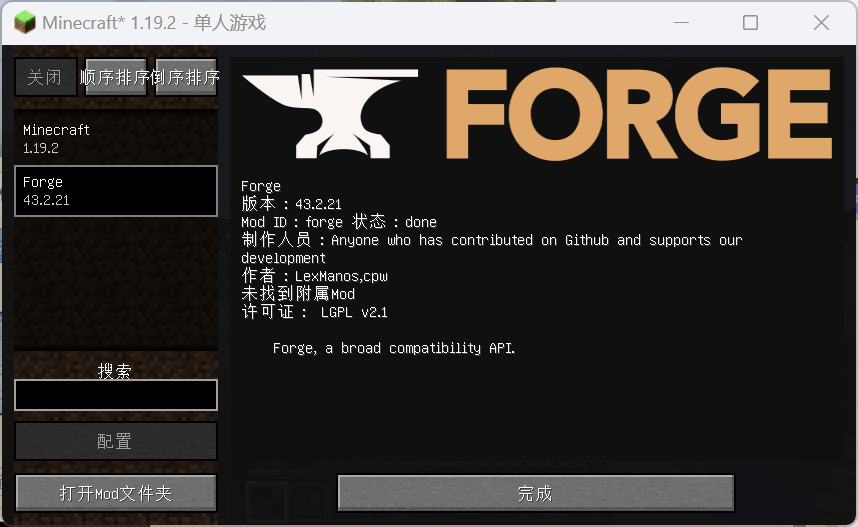 Minecraft* 1.19.2 - 单人游戏
关闭 顺序排序 倒序排序
Minecraft
1.19.2
Forge
43.2.21
搜索
配置
打开Mod文件夹
FORGE
Forge
版本：43.2.21
Mod ID：forge 状态：done
制作人员：Anyone who has contributed on Github and supports our
development
作者：LexManos,cpw
未找到附属Mod
许可证： LGPL v2.1
Forge, a broad compatibility API.
完成